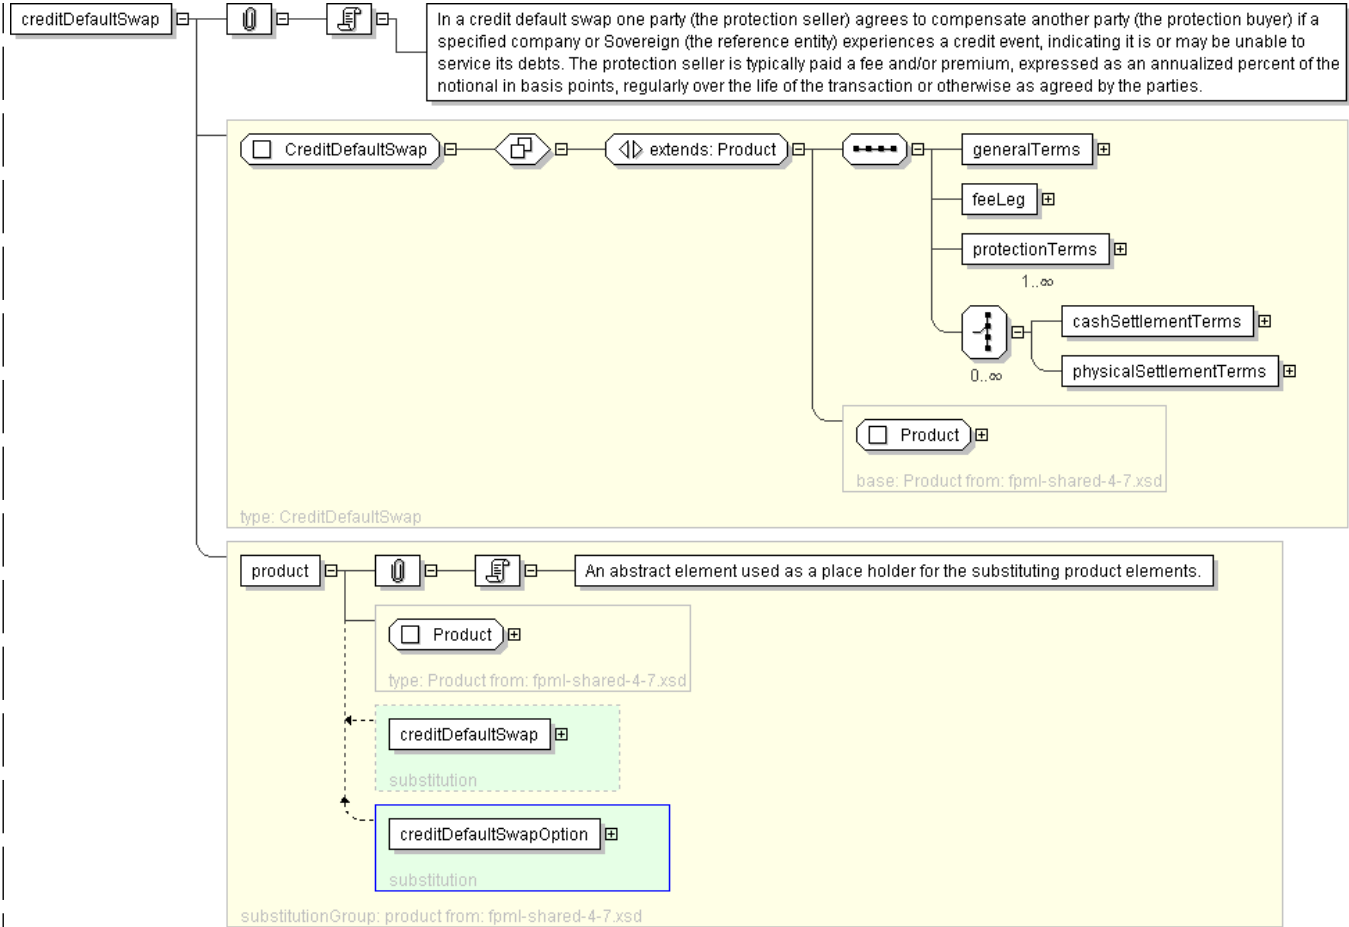 creditDefaultSwap
In a credit default swap one party (the protection seller) agrees to compensate another party (the protection buyer) if a
specified company or Sovereign (the reference entity) experiences a credit event, indicating it is or may be unable to
service its debts. The protection seller is typically paid a fee and/or premium, expressed as an annualized percent of the
notional in basis points, regularly over the life of the transaction or otherwise as agreed by the parties.
CreditDefaultSwap
extends: Product
generalTerms
feeLeg
protectionTerms
1..∞
cashSettlementTerms
0..∞
physicalSettlementTerms
Product
base: Product from: fpml-shared-4-7.xsd
type: CreditDefaultSwap
product
An abstract element used as a place holder for the substituting product elements.
Product
type: Product from: fpml-shared-4-7.xsd
creditDefaultSwap
substitution
creditDefaultSwapOption
substitution
substitutionGroup: product from: fpml-shared-4-7.xsd